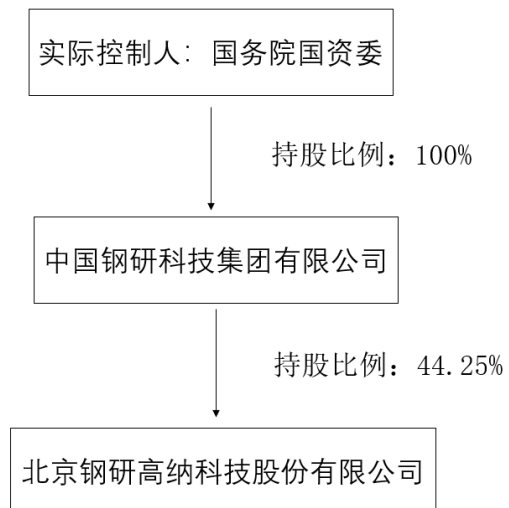 实际控制人：国务院国资委
持股比例：100%
中国钢研科技集团有限公司
持股比例：44.25%
北京钢研高纳科技股份有限公司